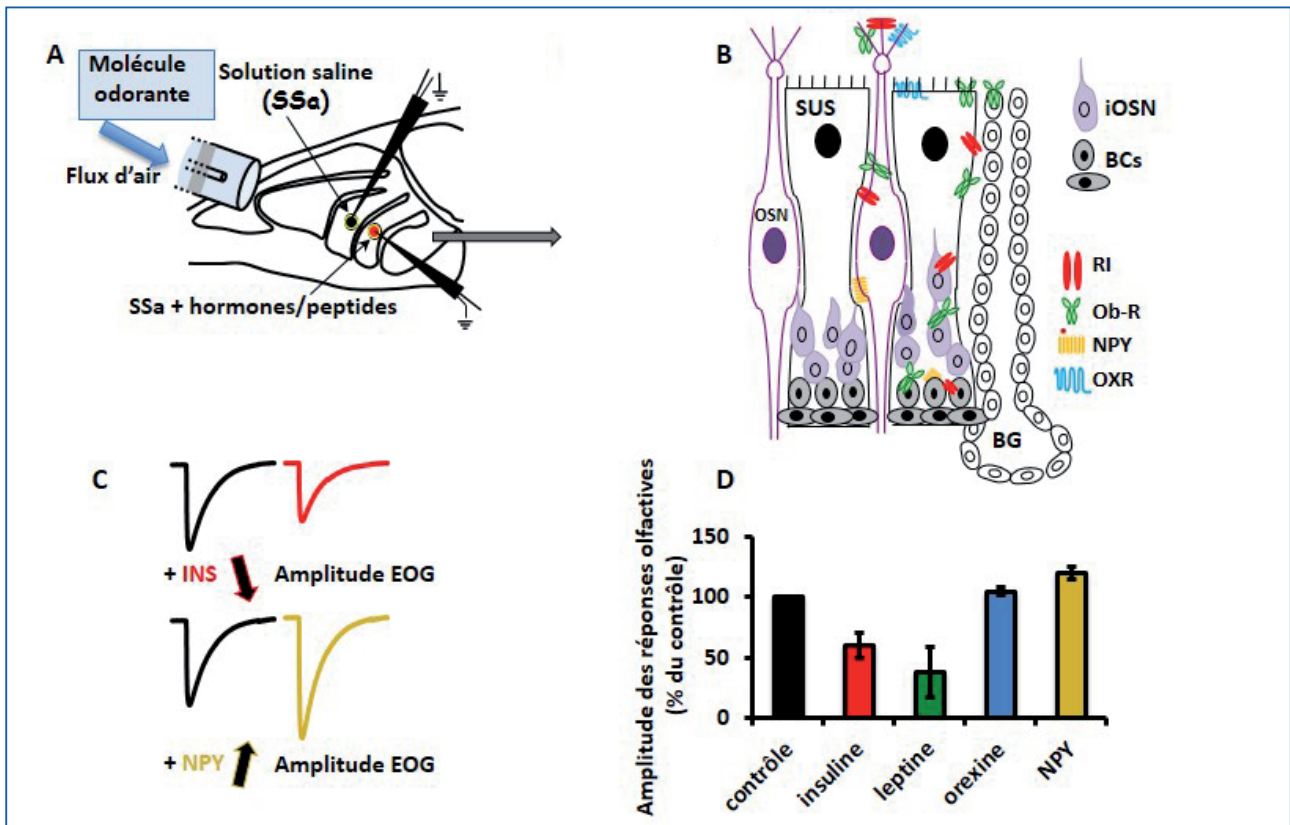 A
Molécule
odorante
Solution saline
(SSa)
Flux d'air
SSa + hormones/peptides
B
SUS
OSN
BG
iOSN
BCs
RI
Ob-R
NPY
OXR
C
+ INS
Amplitude EOG
+ NPY
Amplitude EOG
D
Amplitude des réponses olfactives
(% du contrôle)
150
100
50
0
contrôle
insuline
leptine
orexine
NPY